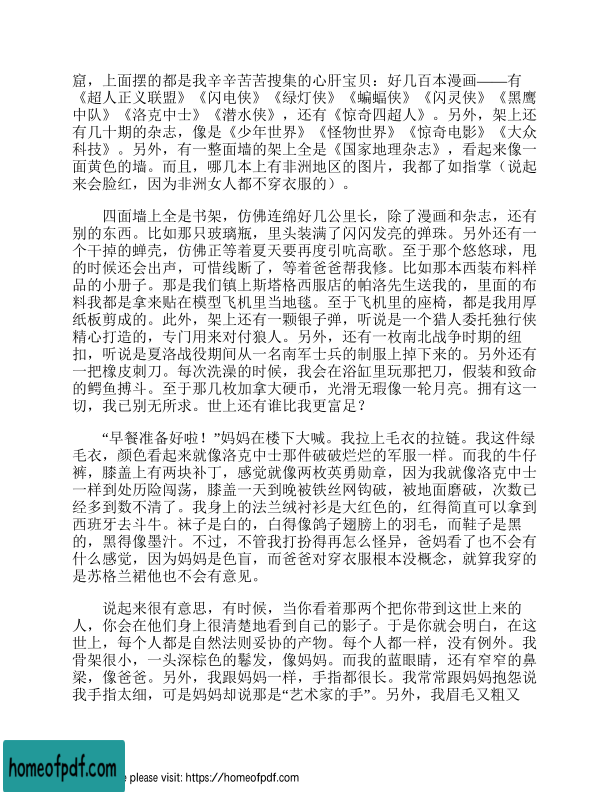 窟，上面摆的都是我辛辛苦苦搜集的心肝宝贝：好几百本漫画——有
《超人正义联盟》《闪电侠》《绿灯侠》《蝙蝠侠》《闪灵侠》《黑鹰
中队》《洛克中士》《潜水侠》，还有《惊奇四超人》。另外，架上还
有几十期的杂志，像是《少年世界》《怪物世界》《惊奇电影》《大众
科技》。另外，有一整面墙的架上全是《国家地理杂志》，看起来像一
面黄色的墙。而且，哪几本上有非洲地区的图片，我都了如指掌（说起
来会脸红，因为非洲女人都不穿衣服的）。
四面墙上全是书架，仿佛连绵好几公里长，除了漫画和杂志，还有
别的东西。比如那只玻璃瓶，里头装满了闪闪发亮的弹珠。另外还有一
个干掉的蝉壳，仿佛正等着夏天要再度引吭高歌。至于那个悠悠球，甩
的时候还会出声，可惜线断了，等着爸爸帮我修。比如那本西装布料样
品的小册子。那是我们镇上斯塔格西服店的帕洛先生送我的，里面的布
料我都是拿来贴在模型飞机里当地毯。至于飞机里的座椅，都是我用厚
纸板剪成的。此外，架上还有一颗银子弹，听说是一个猎人委托独行侠
精心打造的，专门用来对付狼人。另外，还有一枚南北战争时期的纽
扣，听说是夏洛战役期间从一名南军士兵的制服上掉下来的。另外还有
一把橡皮刺刀。每次洗澡的时候，我会在浴缸里玩那把刀，假装和致命
的鳄鱼搏斗。至于那几枚加拿大硬币，光滑无瑕像一轮月亮。拥有这一
切，我已别无所求。世上还有谁比我更富足？
“早餐准备好啦！”妈妈在楼下大喊。我拉上毛衣的拉链。我这件绿
毛衣，颜色看起来就像洛克中士那件破破烂烂的军服一样。而我的牛仔
裤，膝盖上有两块补丁，感觉就像两枚英勇勋章，因为我就像洛克中士
一样到处历险闯荡，膝盖一天到晚被铁丝网钩破，被地面磨破，次数已
经多到数不清了。我身上的法兰绒衬衫是大红色的，红得简直可以拿到
西班牙去斗牛。袜子是白的，白得像鸽子翅膀上的羽毛，而鞋子是黑
的，黑得像墨汁。不过，不管我打扮得再怎么怪异，爸妈看了也不会有
什么感觉，因为妈妈是色盲，而爸爸对穿衣服根本没概念，就算我穿的
是苏格兰裙他也不会有意见。
说起来很有意思，有时候，当你看着那两个把你带到这世上来的
人，你会在他们身上很清楚地看到自己的影子。于是你就会明白，在这
世上，每个人都是自然法则妥协的产物。每个人都一样，没有例外。我
骨架很小，一头深棕色的鬈发，像妈妈。而我的蓝眼睛，还有窄窄的鼻
梁，像爸爸。另外，我跟妈妈一样，手指都很长。我常常跟妈妈抱怨说
我手指太细，可是妈妈却说那是“艺术家的手”。另外，我眉毛又粗又
homeofpdf.com
e please visit: https://homeofpdf.com